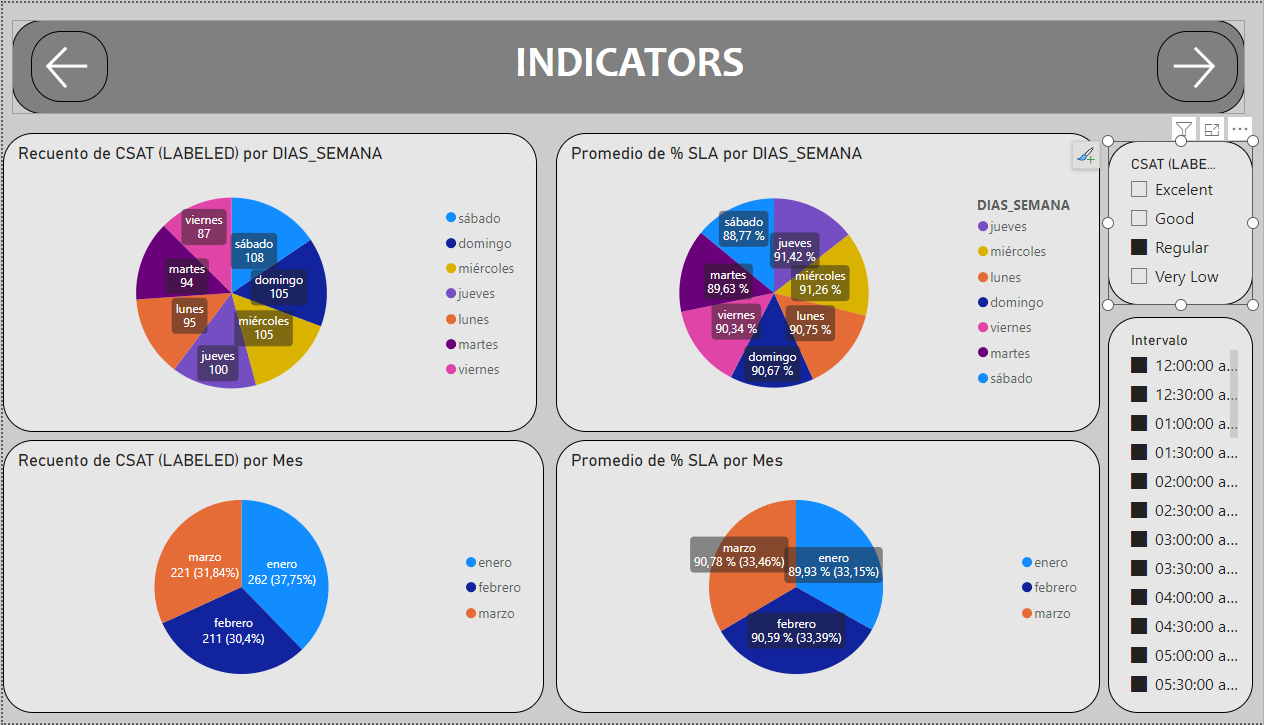 INDICATORS
Recuento de CSAT (LABELED) por DIAS_SEMANA
viernes
87
sábado
108
martes
94
domingo
105
lunes
95
miércoles
105
jueves
100
sábado
domingo
miércoles
jueves
lunes
martes
viernes
Promedio de % SLA por DIAS_SEMANA
sábado
88,77 %
jueves
91,42 %
martes
89,63 %
miércoles
91,26 %
viernes
90,34 %
lunes
90,75 %
domingo
90,67 %
DIAS_SEMANA
jueves
miércoles
lunes
domingo
viernes
martes
sábado
CSAT (LABE...
Excelent
Good
Regular
Very Low
Recuento de CSAT (LABELED) por Mes
marzo
221 (31,84%)
enero
262 (37,75%)
febrero
211 (30,4%)
enero
febrero
marzo
Promedio de % SLA por Mes
marzo
90,78 % (33,46%)
enero
89,93 % (33,15%)
febrero
90,59 % (33,39%)
enero
febrero
marzo
Intervalo
12:00:00 a...
12:30:00 a...
01:00:00 a...
01:30:00 a...
02:00:00 a...
02:30:00 a...
03:00:00 a...
03:30:00 a...
04:00:00 a...
04:30:00 a...
05:00:00 a...
05:30:00 a...